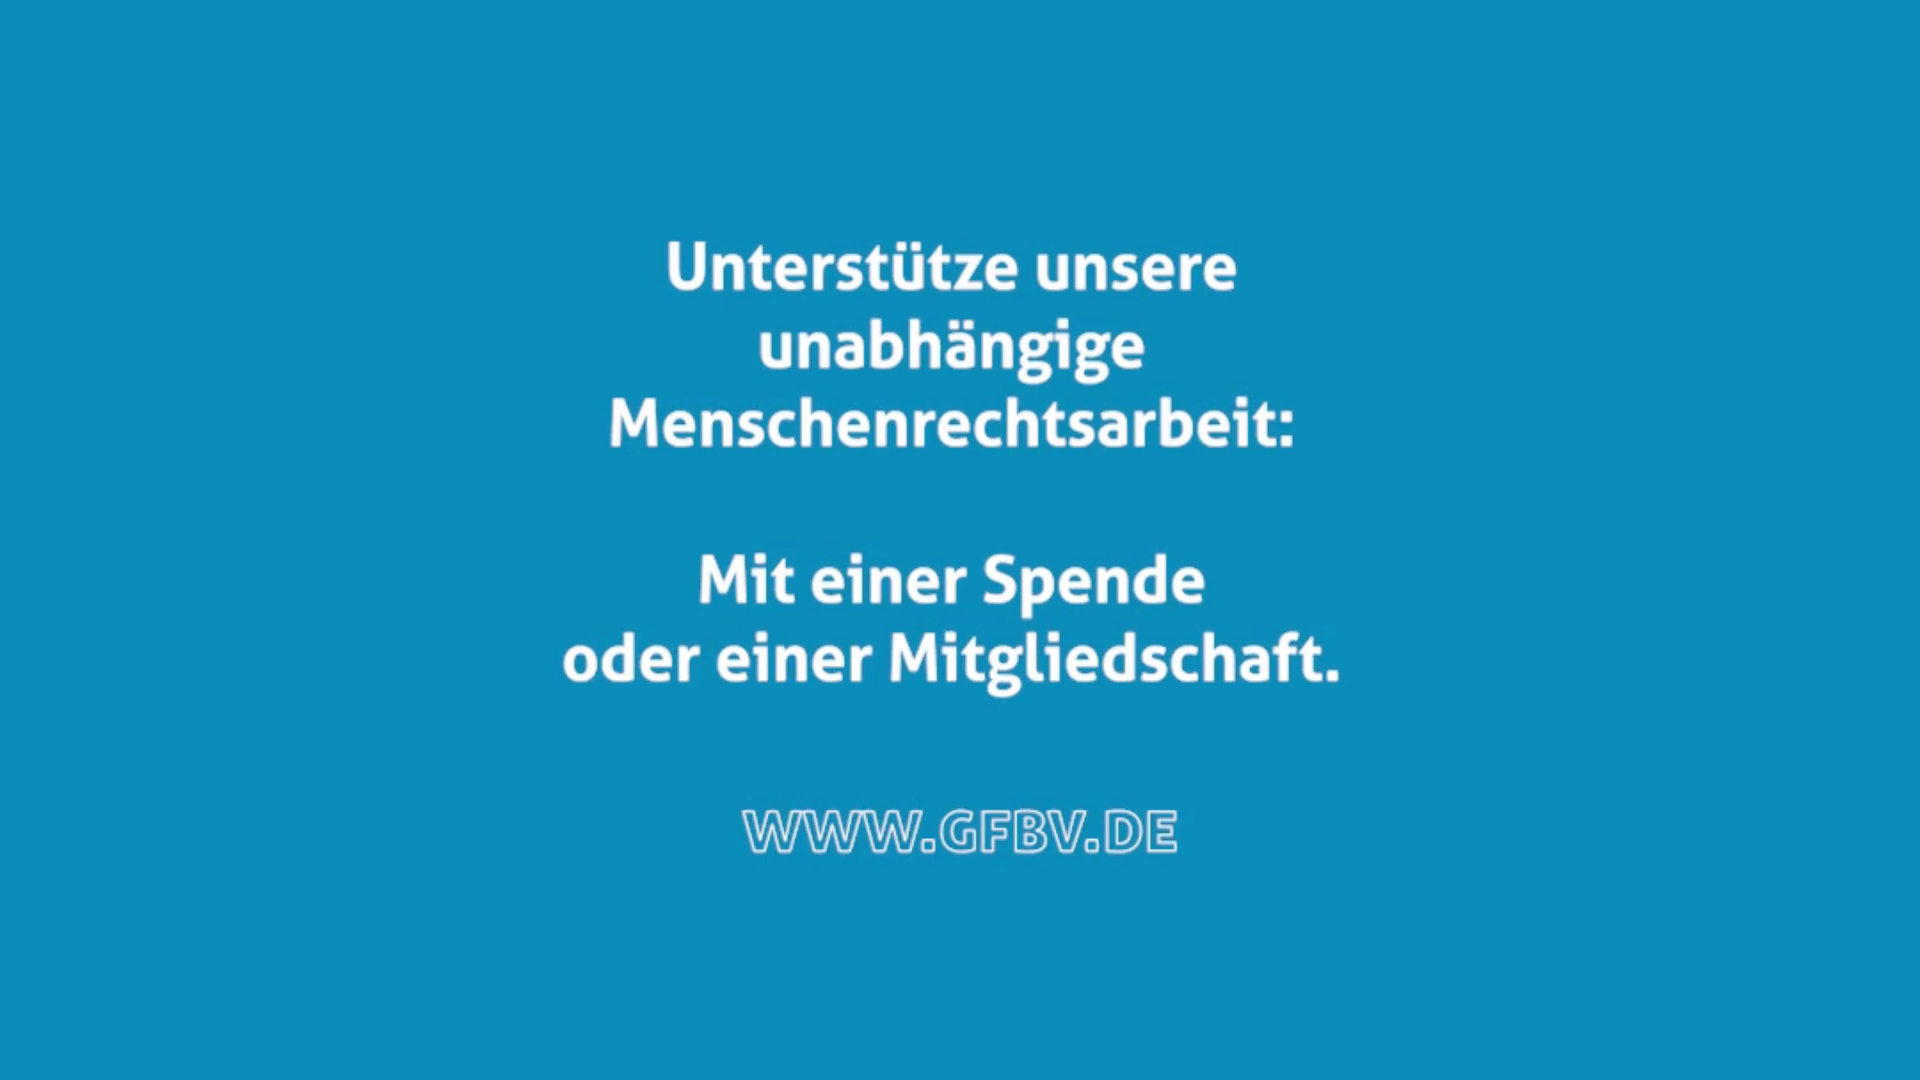 Unterstütze unsere
unabhängige
Menschenrechtsarbeit:
Mit einer Spende
oder einer Mitgliedschaft.
WWW.GFBV.DE